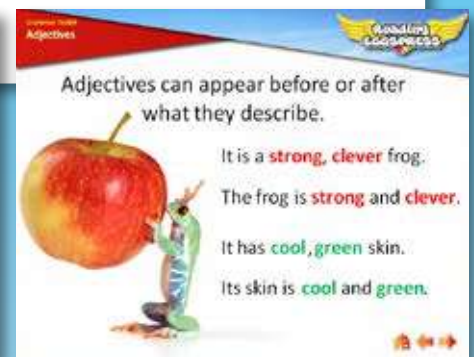 Adjectives
Adjectives can appear before or after
what they describe.
It is a strong, clever frog.
The frog is strong and clever.
It has cool, green skin.
Its skin is cool and green.